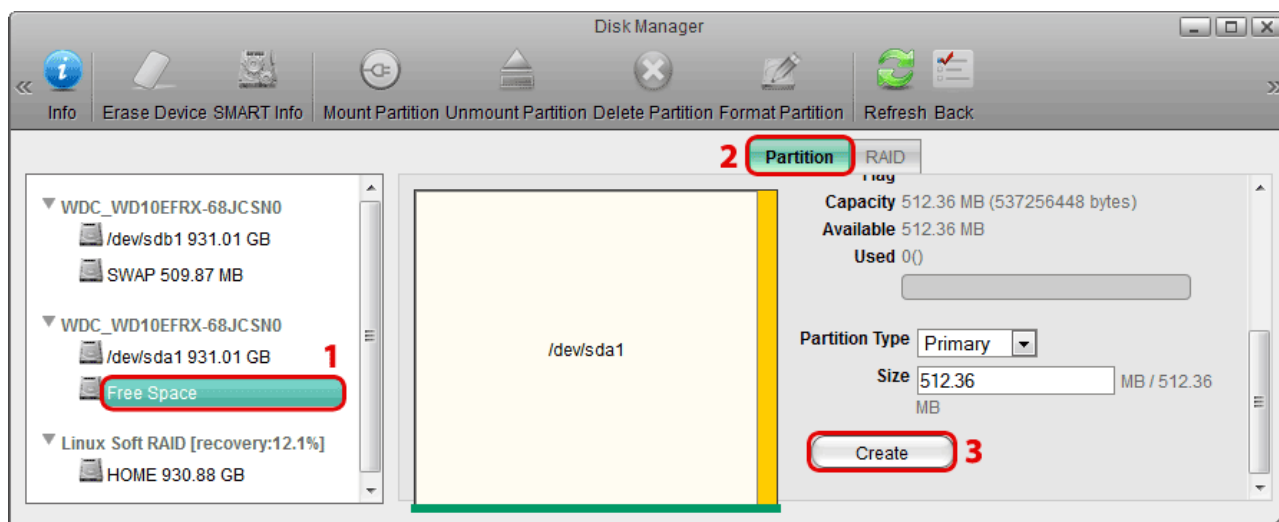 Disk Manager
Info Erase Device SMART Info Mount Partition Unmount Partition Delete Partition Format Partition Refresh Back
2 Partition RAID
WDC_WD10EFRX-68JCSN0
/dev/sdb1 931.01 GB
SWAP 509.87 MB
WDC_WD10EFRX-68JCSN0
/dev/sda1 931.01 GB
1
Free Space
Linux Soft RAID [recovery:12.1%]
HOME 930.88 GB
/dev/sda1
Flag
Capacity 512.36 MB (537256448 bytes)
Available 512.36 MB
Used 0()
Partition Type Primary
Size 512.36 MB / 512.36
MB
Create 3